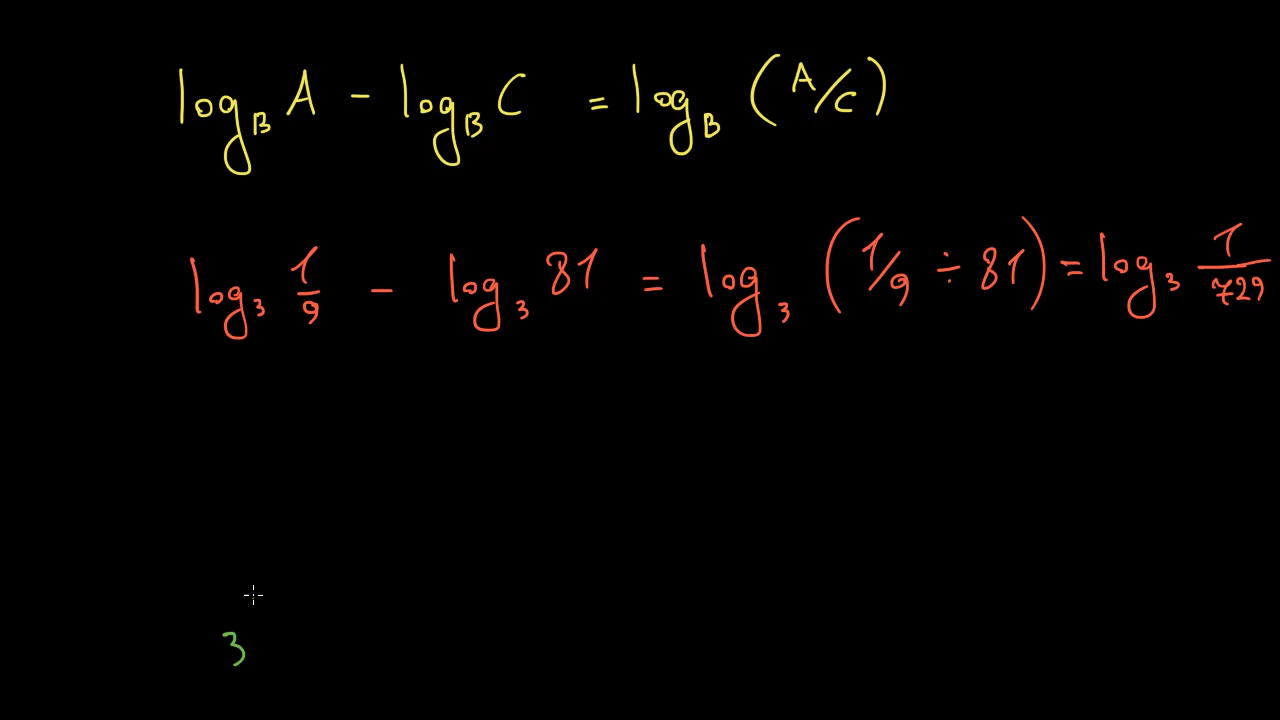 log_B A - log_B C = log_B (A/C)
log_3 1/9 - log_3 81 = log_3 (1/9 ÷ 81) = log_3 1/729
3